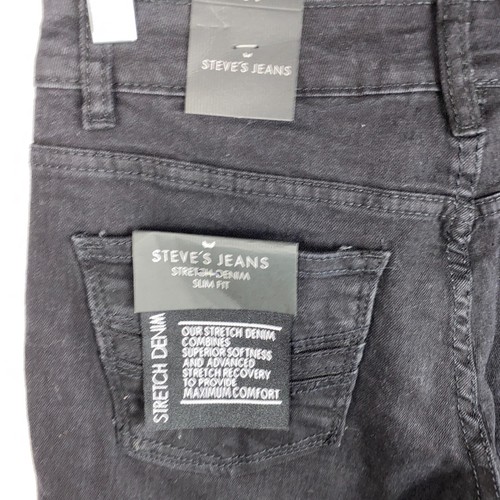 STEVE'S JEANS
STEVE'S JEANS
STRETCH DENIM
SLIM FIT
STRETCH DENIM
OUR STRETCH DENIM
COMBINES
SUPERIOR SOFTNESS
AND ADVANCED
STRETCH RECOVERY
TO PROVIDE
MAXIMUM COMFORT